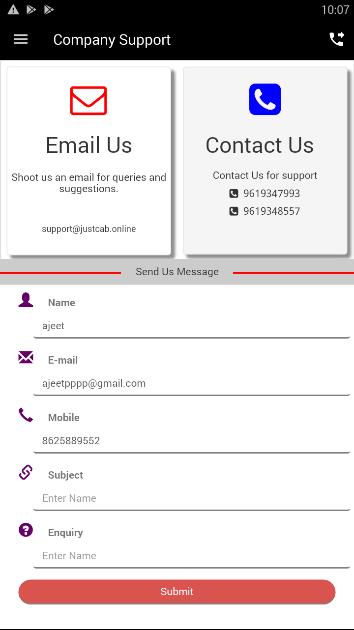 10:07
Company Support
Email Us
Shoot us an email for queries and
suggestions.
support@justcab.online
Contact Us
Contact Us for support
9619347993
9619348557
Send Us Message
Name
ajeet
E-mail
ajeetpppp@gmail.com
Mobile
8625889552
Subject
Enter Name
Enquiry
Enter Name
Submit